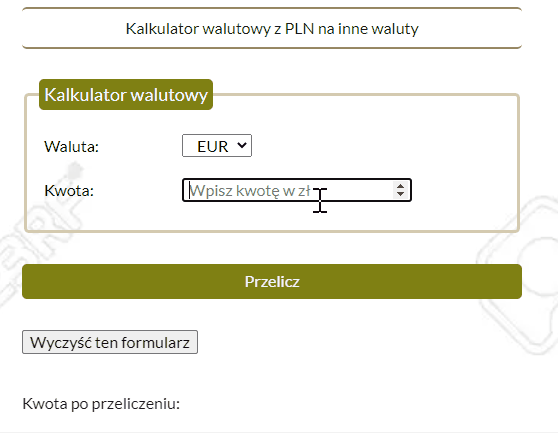 Kalkulator walutowy z PLN na inne waluty
Kalkulator walutowy
Waluta: EUR
Kwota: Wpisz kwotę w zł
Przelicz
Wyczyść ten formularz
Kwota po przeliczeniu: